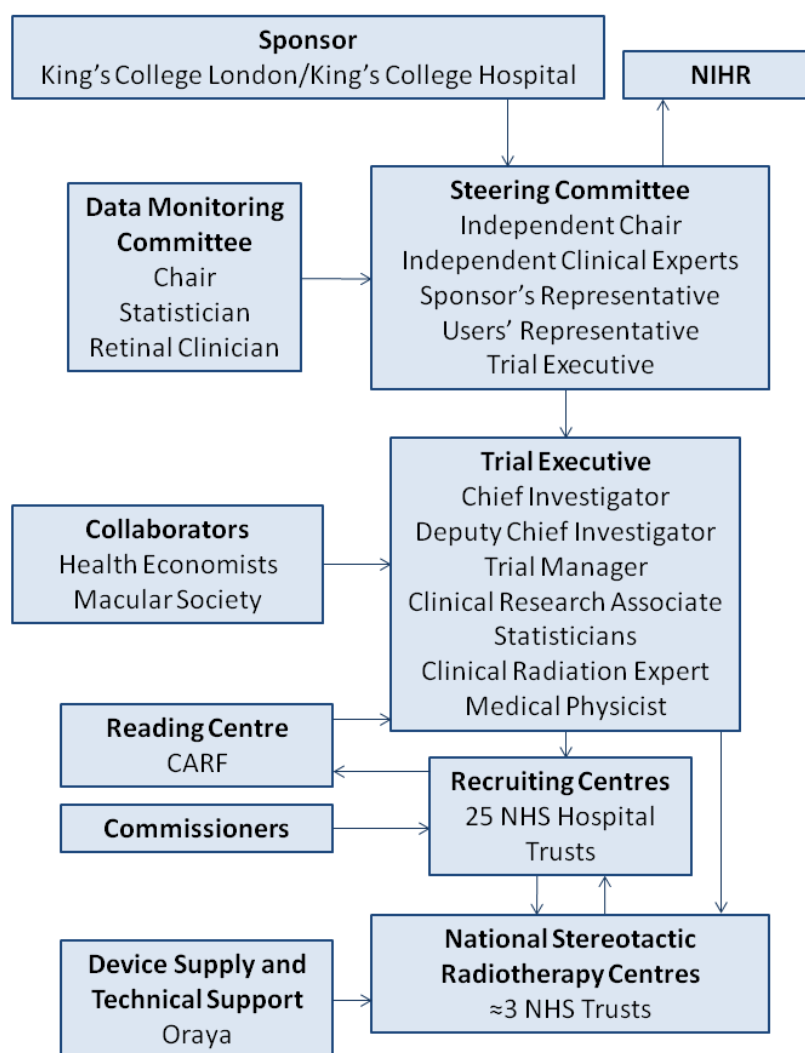 Sponsor
King's College London/King's College Hospital
NIHR
Data Monitoring
Committee
Chair
Statistician
Retinal Clinician
Steering Committee
Independent Chair
Independent Clinical Experts
Sponsor's Representative
Users' Representative
Trial Executive
Collaborators
Health Economists
Macular Society
Trial Executive
Chief Investigator
Deputy Chief Investigator
Trial Manager
Clinical Research Associate
Statisticians
Clinical Radiation Expert
Medical Physicist
Reading Centre
CARF
Commissioners
Recruiting Centres
25 NHS Hospital
Trusts
Device Supply and
Technical Support
Oraya
National Stereotactic
Radiotherapy Centres
≈3 NHS Trusts